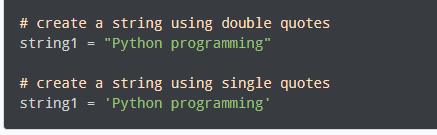 # create a string using double quotes
string1 = "Python programming"
# create a string using single quotes
string1 = 'Python programming'